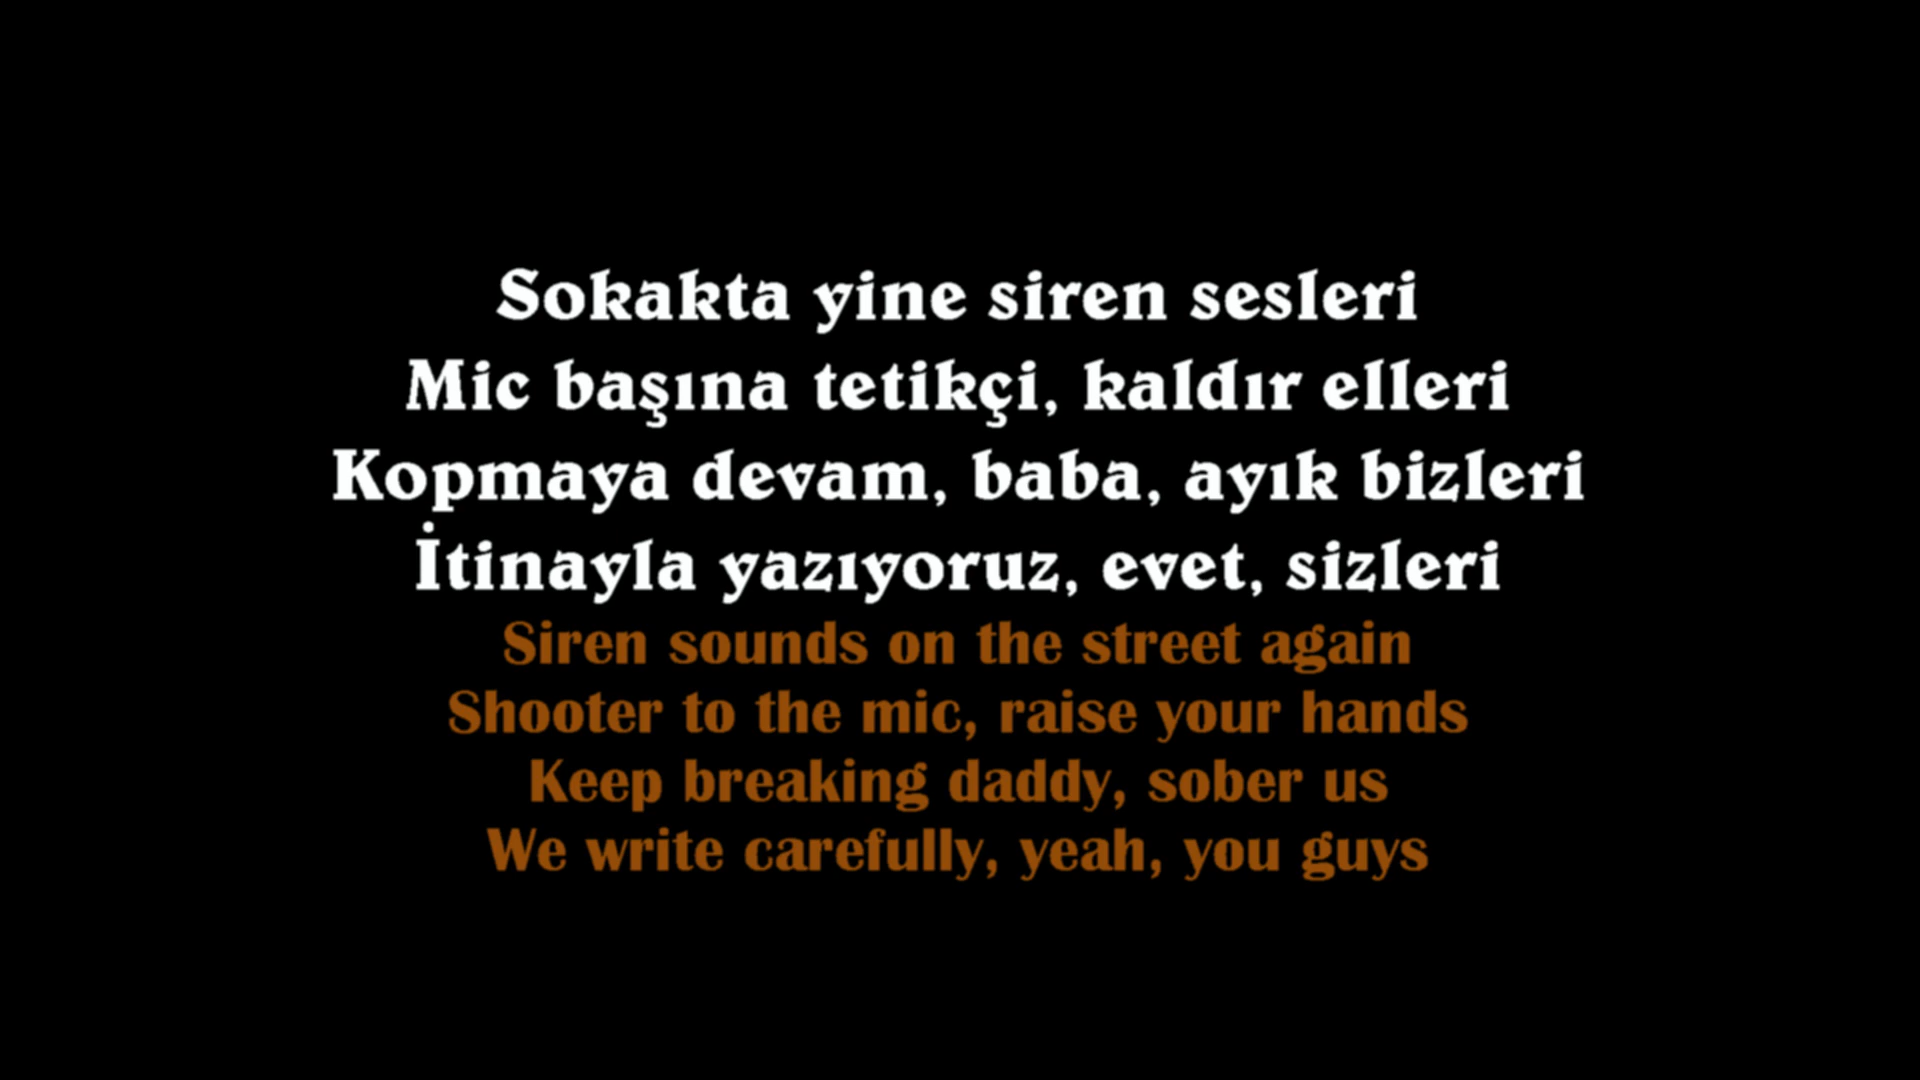 Sokakta yine siren sesleri
Mic başına tetikçi, kaldır elleri
Kopmaya devam, baba, ayık bizleri
İtinayla yazıyoruz, evet, sizleri
Siren sounds on the street again
Shooter to the mic, raise your hands
Keep breaking daddy, sober us
We write carefully, yeah, you guys